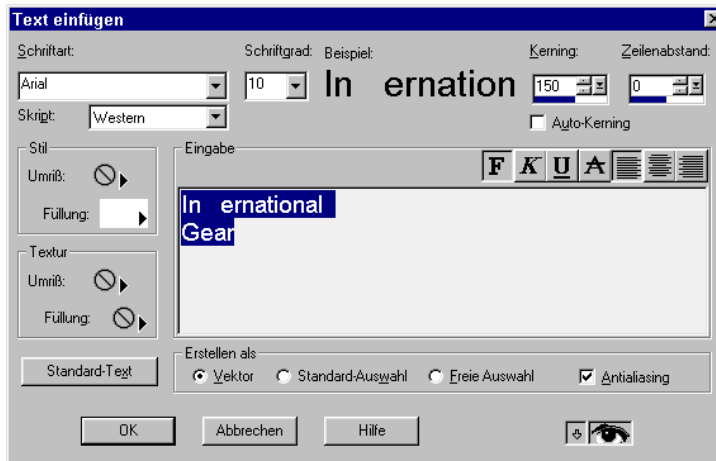 Text einfügen
Schriftart: Schriftgrad: Beispiel: Kerning: Zeilenabstand:
Arial 10 In   ernation 150 0
Skript: Western Auto-Kerning
Stil Eingabe
F K U A
Umriß:
In   ernational
Füllung:
Gear
Textur
Umriß:
Füllung:
Erstellen als
Standard-Text Vektor Standard-Auswahl Freie Auswahl Antialiasing
OK Abbrechen Hilfe